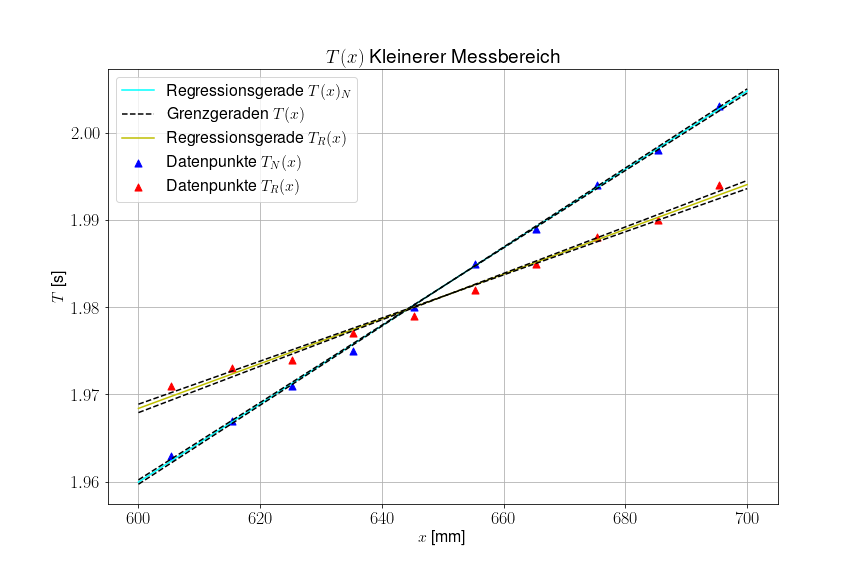 T(x) Kleinerer Messbereich
Regressionsgerade T(x)_N
Grenzgeraden T(x)
Regressionsgerade T_R(x)
Datenpunkte T_N(x)
Datenpunkte T_R(x)
2.00
1.99
1.98
1.97
1.96
T [s]
600 620 640 660 680 700
x [mm]